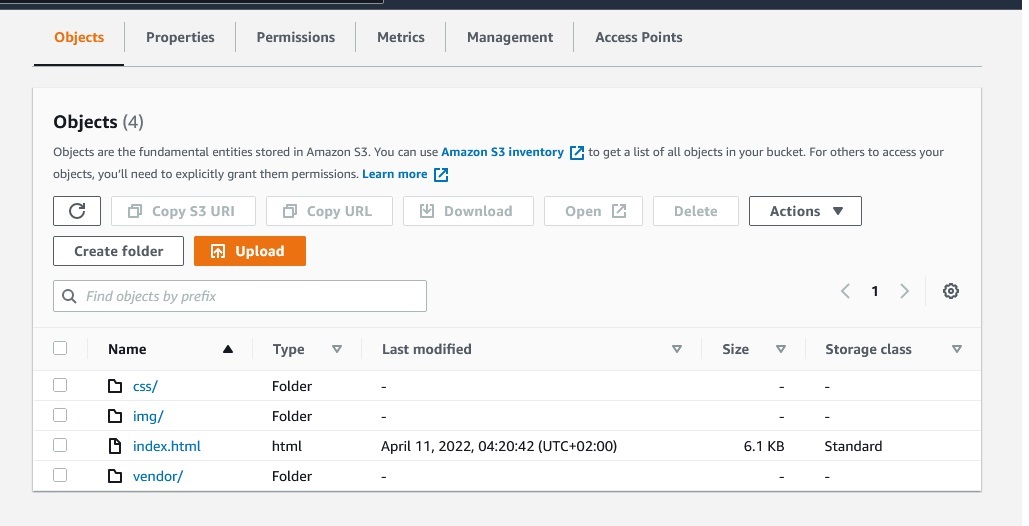 Objects Properties Permissions Metrics Management Access Points
Objects (4)
Objects are the fundamental entities stored in Amazon S3. You can use Amazon S3 inventory to get a list of all objects in your bucket. For others to access your
objects, you'll need to explicitly grant them permissions. Learn more
Copy S3 URI Copy URL Download Open Delete Actions
Create folder Upload
Find objects by prefix 1
Name Type Last modified Size Storage class
css/ Folder - - -
img/ Folder - - -
index.html html April 11, 2022, 04:20:42 (UTC+02:00) 6.1 KB Standard
vendor/ Folder - - -